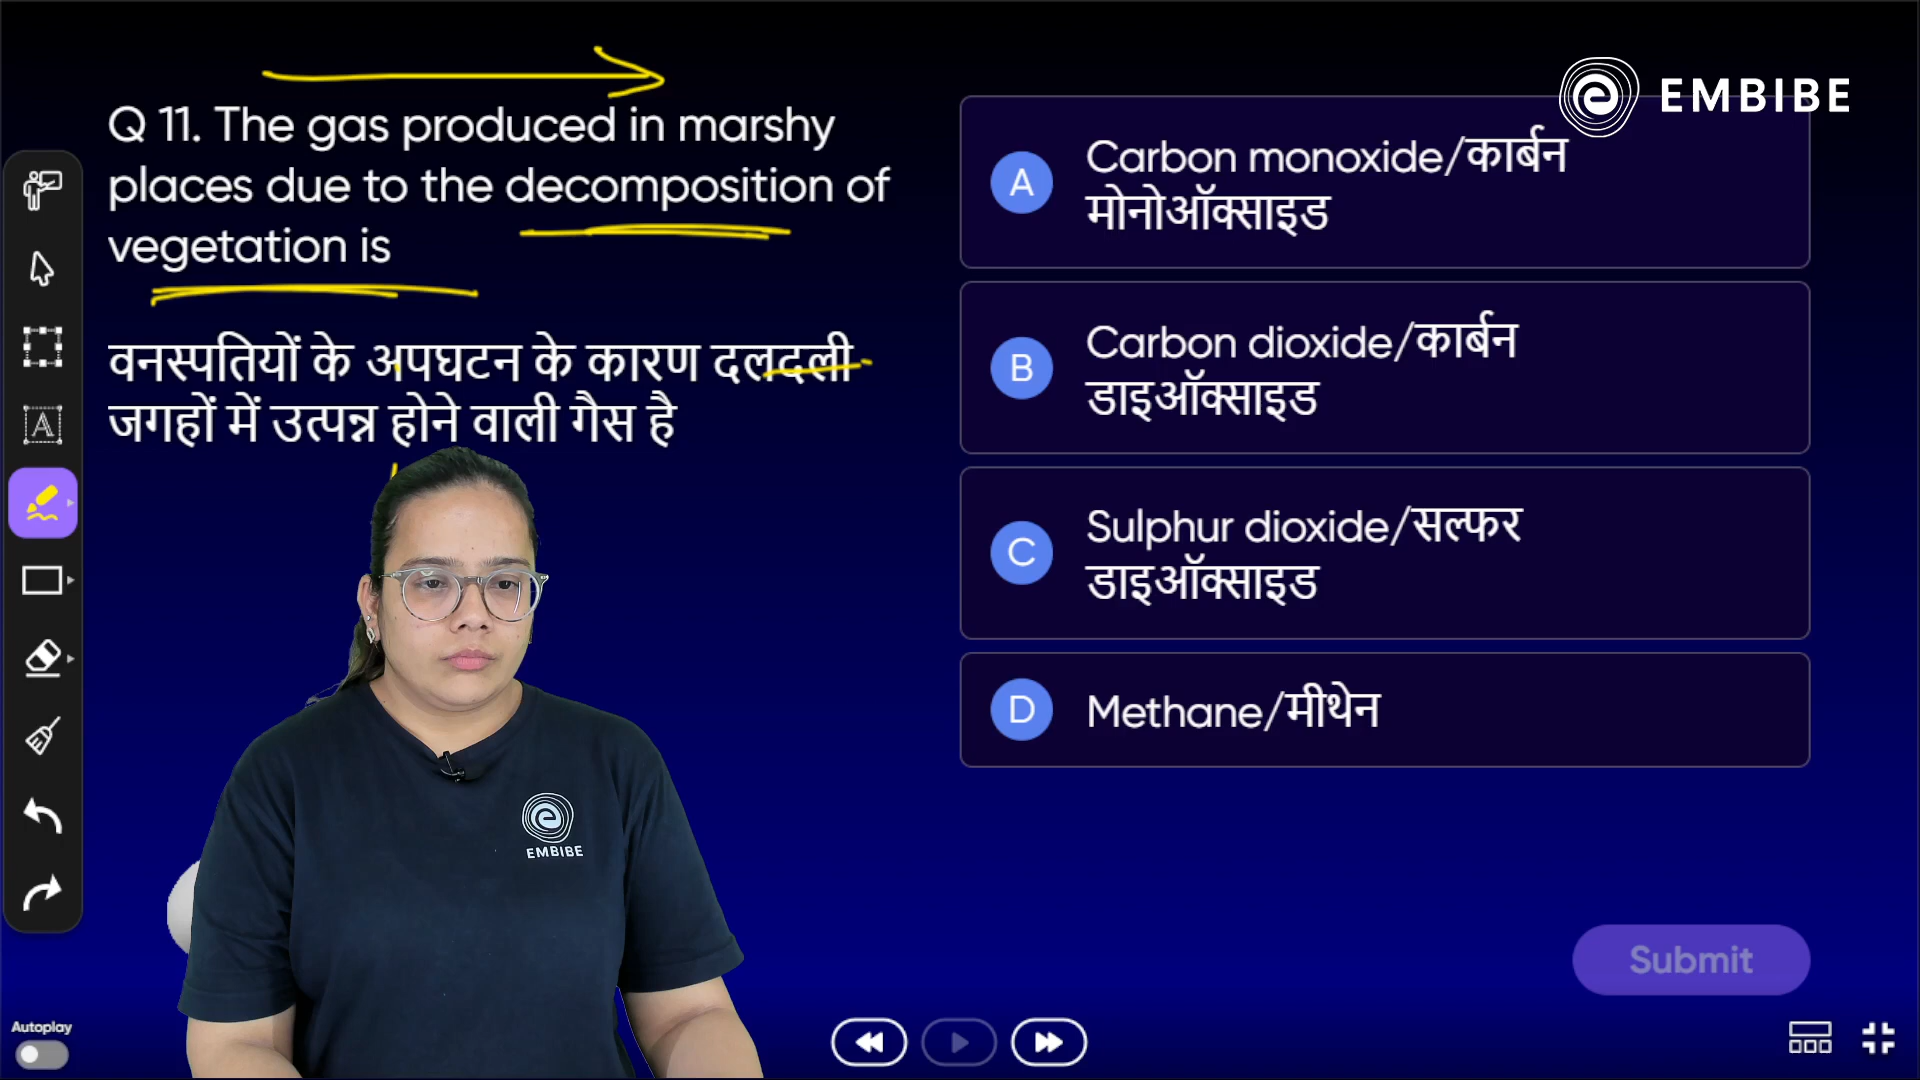 EMBIBE
Q 11. The gas produced in marshy
places due to the decomposition of
vegetation is
वनस्पतियों के अपघटन के कारण दलदली
जगहों में उत्पन्न होने वाली गैस है
A
Carbon monoxide/कार्बन
मोनोऑक्साइड
B
Carbon dioxide/कार्बन
डाइऑक्साइड
C
Sulphur dioxide/सल्फर
डाइऑक्साइड
D
Methane/मीथेन
A
EMBIBE
Submit
Autoplay